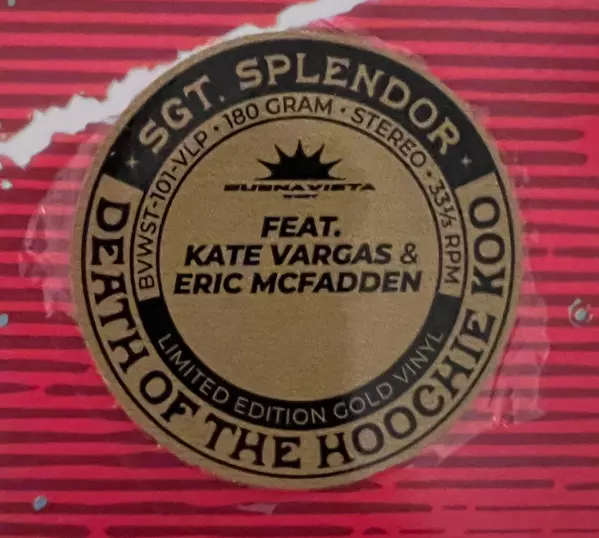 SGT. SPLENDOR
DEATH OF THE HOOCHIE KOO
BVWST-101-VLP · 180 GRAM · STEREO · 33⅓ RPM
BUENAVISTA
FEAT.
KATE VARGAS &
ERIC MCFADDEN
LIMITED EDITION GOLD VINYL